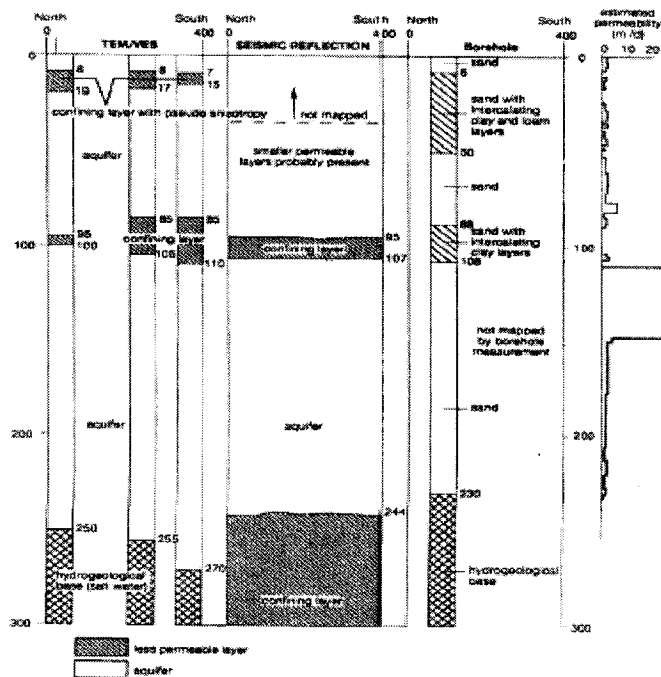 North South North South North South estimated
permeability
[m /d]
0 400 0 400 0 400 0 10 20
TEM/VES SEISMIC REFLECTION Borehole
0 0
8 8 7
19 17 15
confining layer with pseudo anisotropy
not mapped
smaller permeable
layers probably present
aquifer
sand
sand with
intercalating
clay and loam
layers
50
sand
85 85
confining layer
95
100
105
110
95
confining layer
107
88
sand with
intercalating
clay layers
108
100 100
not mapped
by borehole
measurement
sand
aquifer aquifer
200 200
230
244
250
255
270
hydrogeological
base (salt water)
confining layer
hydrogeological
base
300 300
less permeable layer
aquifer